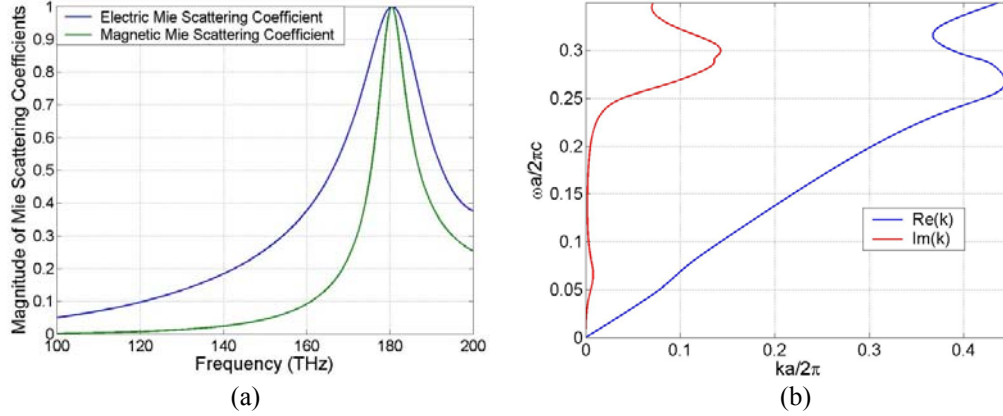 Electric Mie Scattering Coefficient
Magnetic Mie Scattering Coefficient
Magnitude of Mie Scattering Coefficients
1
0.9
0.8
0.7
0.6
0.5
0.4
0.3
0.2
0.1
0
100 120 140 160 180 200
Frequency (THz)
(a)
ωa/2πc
0.3
0.25
0.2
0.15
0.1
0.05
0
Re(k)
Im(k)
0 0.1 0.2 0.3 0.4
ka/2π
(b)